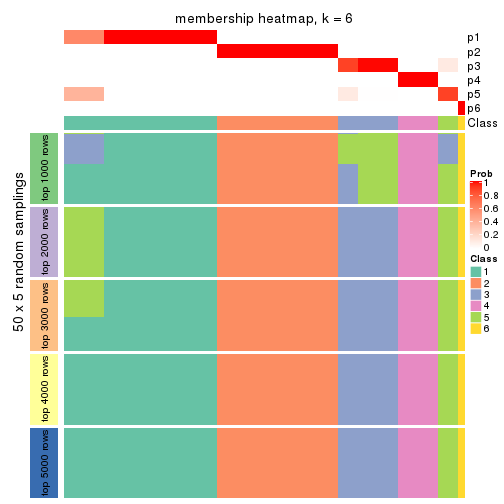 membership heatmap, k = 6
p1
p2
p3
p4
p5
p6
Class
50 x 5 random samplings
top 1000 rows
top 2000 rows
top 3000 rows
top 4000 rows
top 5000 rows
Prob
1
0.8
0.6
0.4
0.2
0
Class
1
2
3
4
5
6